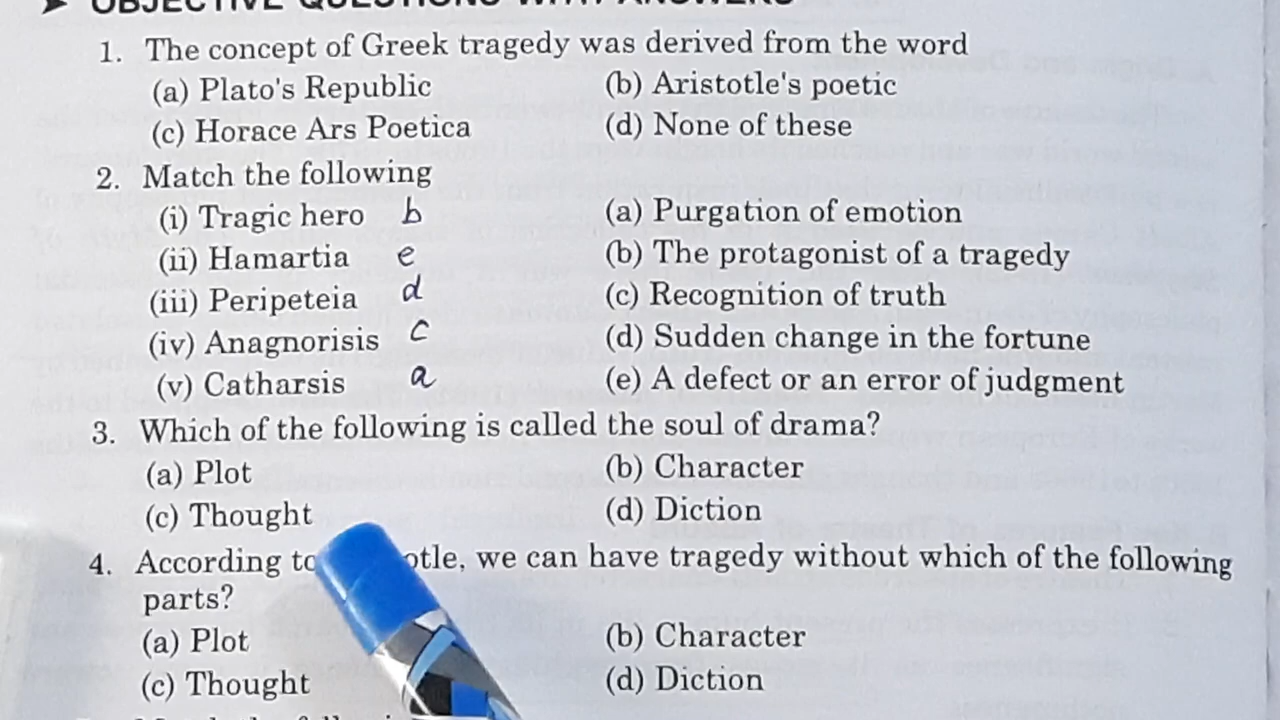 OBJECTIVE QUESTIONS WITH ANSWERS
1. The concept of Greek tragedy was derived from the word
(a) Plato's Republic (b) Aristotle's poetic
(c) Horace Ars Poetica (d) None of these
2. Match the following
(i) Tragic hero b (a) Purgation of emotion
(ii) Hamartia e (b) The protagonist of a tragedy
(iii) Peripeteia d (c) Recognition of truth
(iv) Anagnorisis c (d) Sudden change in the fortune
(v) Catharsis a (e) A defect or an error of judgment
3. Which of the following is called the soul of drama?
(a) Plot (b) Character
(c) Thought (d) Diction
4. According to otle, we can have tragedy without which of the following
parts?
(a) Plot (b) Character
(c) Thought (d) Diction